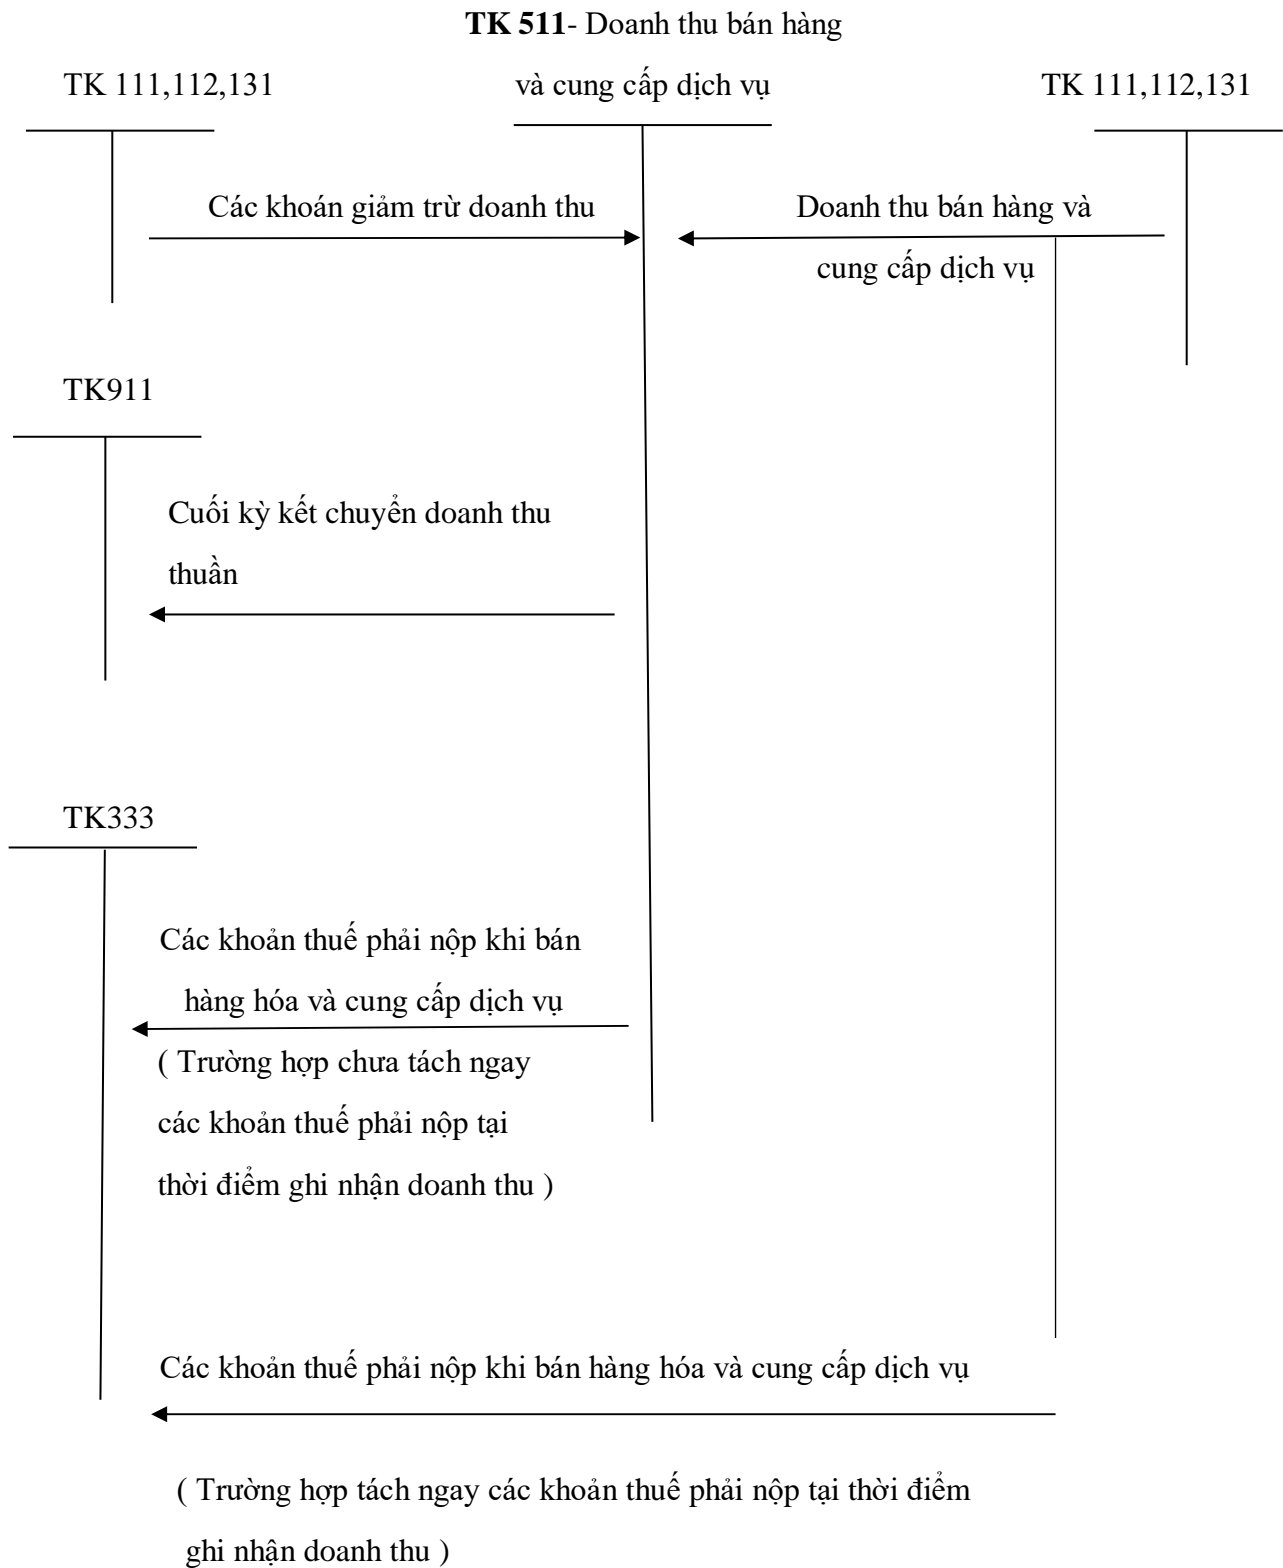 TK 511- Doanh thu bán hàng
và cung cấp dịch vụ
TK 111,112,131
TK 111,112,131
Các khoán giảm trừ doanh thu
Doanh thu bán hàng và
cung cấp dịch vụ
TK911
Cuối kỳ kết chuyển doanh thu
thuần
TK333
Các khoản thuế phải nộp khi bán
hàng hóa và cung cấp dịch vụ
( Trường hợp chưa tách ngay
các khoản thuế phải nộp tại
thời điểm ghi nhận doanh thu )
Các khoản thuế phải nộp khi bán hàng hóa và cung cấp dịch vụ
( Trường hợp tách ngay các khoản thuế phải nộp tại thời điểm
ghi nhận doanh thu )